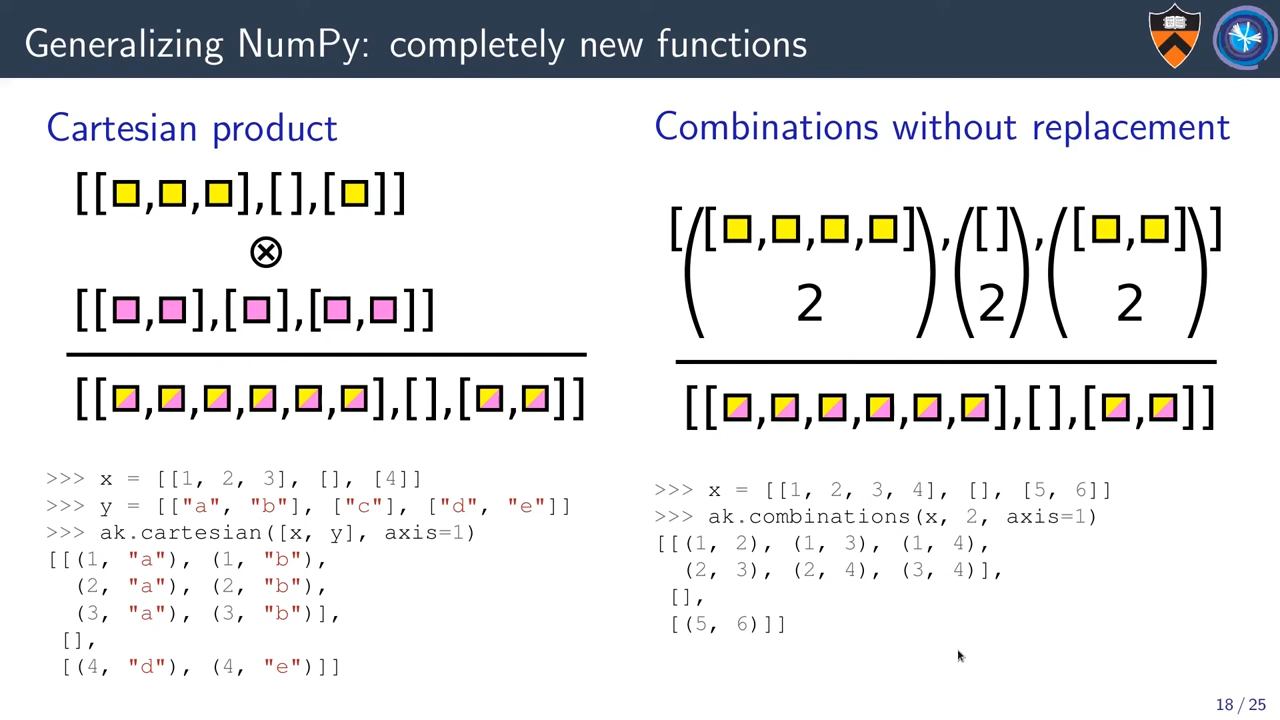 Generalizing NumPy: completely new functions
Cartesian product
[[■,■,■],[],[■]]
⊗
[[■,■],[■],[■,■]]
[[■,■,■,■,■,■],[],[■,■]]
>>> x = [[1, 2, 3], [], [4]]
>>> y = [["a", "b"], ["c"], ["d", "e"]]
>>> ak.cartesian([x, y], axis=1)
[[(1, "a"), (1, "b"),
(2, "a"), (2, "b"),
(3, "a"), (3, "b")],
[],
[(4, "d"), (4, "e")]]
Combinations without replacement
[([■,■,■,■]),([]),([■,■])]
2 2 2
[[■,■,■,■,■,■],[],[■,■]]
>>> x = [[1, 2, 3, 4], [], [5, 6]]
>>> ak.combinations(x, 2, axis=1)
[[(1, 2), (1, 3), (1, 4),
(2, 3), (2, 4), (3, 4)],
[],
[(5, 6)]]
18 / 25